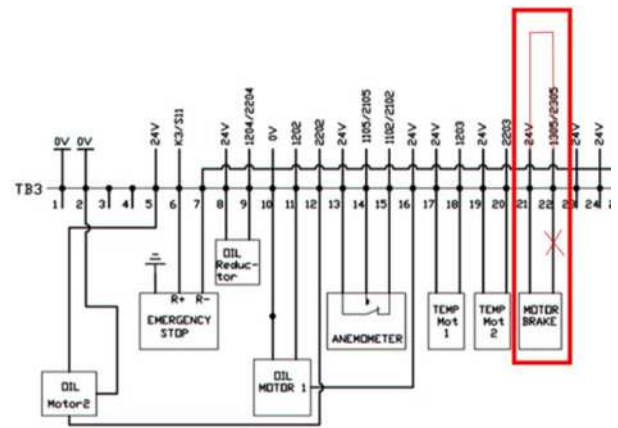 0V
0V
24V
K3/S11
24V
1204/2204
0V
1202
2202
24V
1105/2105
1102/2102
24V
24V
1203
24V
2203
24V
1305/2305
24V
24V
TB3
1
2
3
4
5
6
7
8
9
10
11
12
13
14
15
16
17
18
19
20
21
22
23
24
OIL
Reduc-
tor
R+
R-
EMERGENCY
STOP
ANEMOMETER
TEMP
Mot
1
TEMP
Mot
2
MOTOR
BRAKE
OIL
MOTOR 1
OIL
Motor2